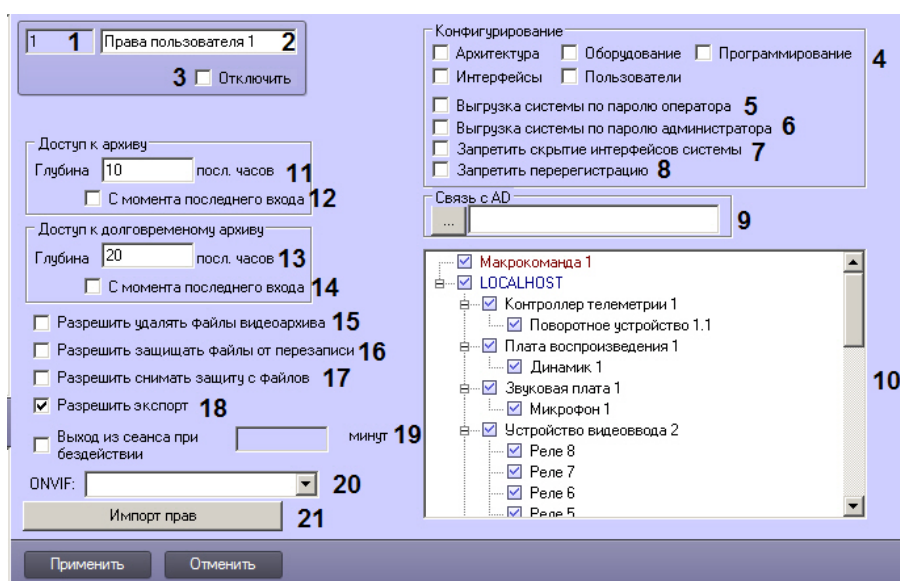 1 1 Права пользователя 1 2
3 Отключить
Доступ к архиву
Глубина 10 посл. часов 11
С момента последнего входа 12
Доступ к долговременому архиву
Глубина 20 посл. часов 13
С момента последнего входа 14
Разрешить удалять файлы видеоархива 15
Разрешить защищать файлы от перезаписи 16
Разрешить снимать защиту с файлов 17
Разрешить экспорт 18
Выход из сеанса при минут 19
бездействии
ONVIF: 20
Импорт прав 21
Конфигурирование
Архитектура Оборудование Программирование 4
Интерфейсы Пользователи
Выгрузка системы по паролю оператора 5
Выгрузка системы по паролю администратора 6
Запретить скрытие интерфейсов системы 7
Запретить перерегистрацию 8
Связь с AD
... 9
Макрокоманда 1
LOCALHOST
Контроллер телеметрии 1
Поворотное устройство 1.1
Плата воспроизведения 1
Динамик 1
Звуковая плата 1 10
Микрофон 1
Устройство видеоввода 2
Реле 8
Реле 7
Реле 6
Реле 5
Применить Отменить